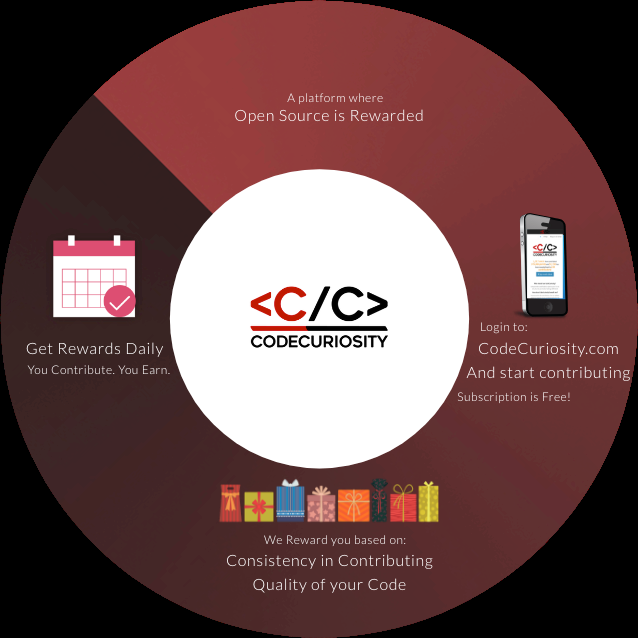 A platform where
Open Source is Rewarded
<C/C>
CODECURIOSITY
Login to:
CodeCuriosity.com
And start contributing
Subscription is Free!
<C/C>
CODECURIOSITY
We Reward you based on:
Consistency in Contributing
Quality of your Code
Get Rewards Daily
You Contribute. You Earn.